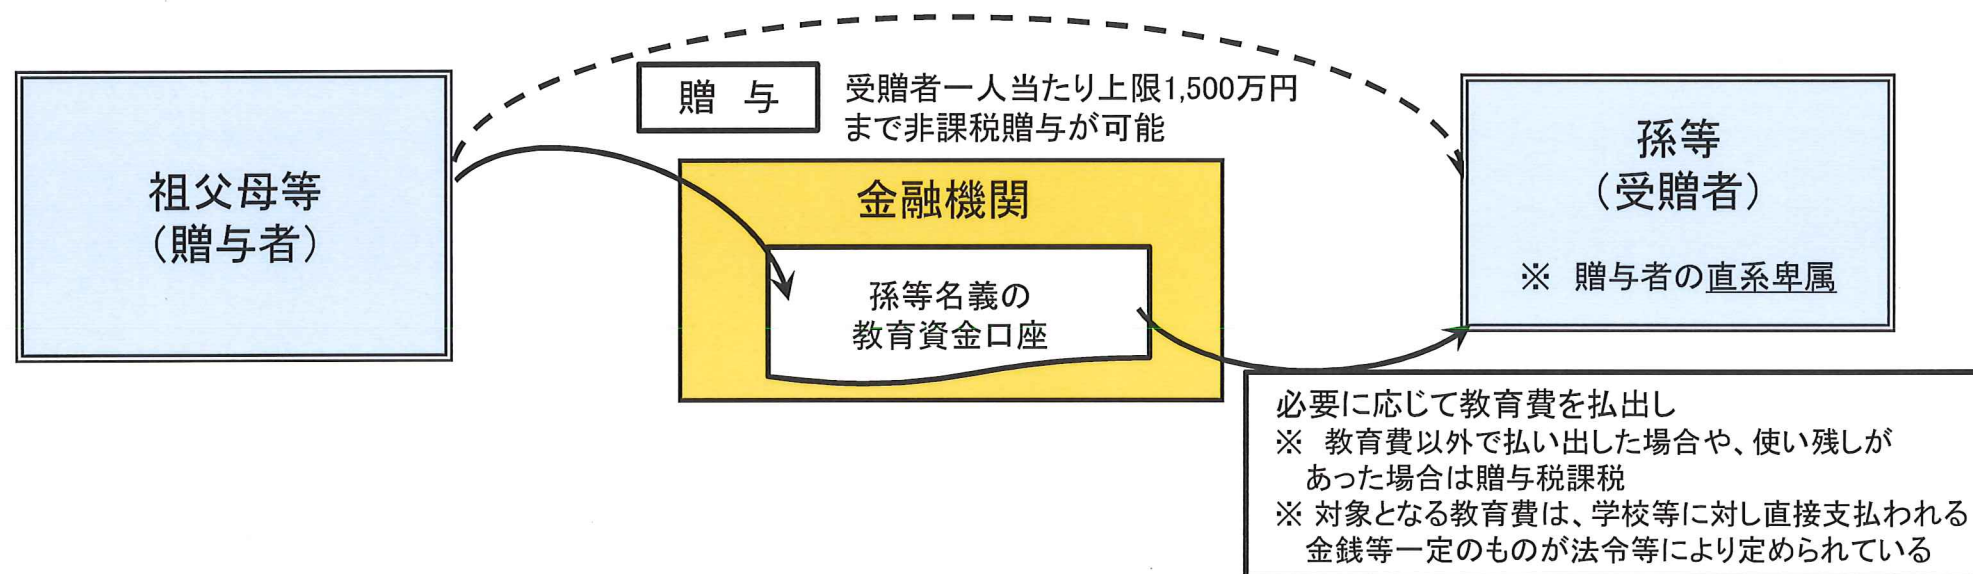 贈　与
受贈者一人当たり上限1,500万円
まで非課税贈与が可能
祖父母等
（贈与者）
金融機関
孫等名義の
教育資金口座
孫等
（受贈者）
※　贈与者の直系卑属
必要に応じて教育費を払出し
※　教育費以外で払い出した場合や、使い残しが
あった場合は贈与税課税
※ 対象となる教育費は、学校等に対し直接支払われる
金銭等一定のものが法令等により定められている